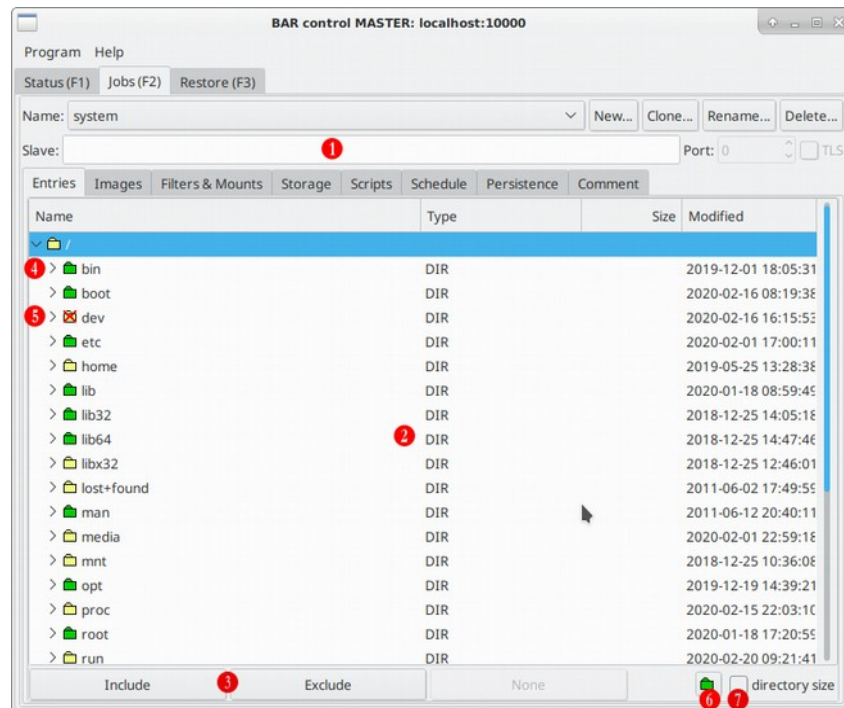 BAR control MASTER: localhost:10000
Program Help
Status (F1) Jobs (F2) Restore (F3)
Name: system New... Clone... Rename... Delete...
Slave: 1 Port: 0 TLS
Entries Images Filters & Mounts Storage Scripts Schedule Persistence Comment
Name Type Size Modified
/
4 bin DIR 2019-12-01 18:05:31
boot DIR 2020-02-16 08:19:38
5 dev DIR 2020-02-16 16:15:53
etc DIR 2020-02-01 17:00:11
home DIR 2019-05-25 13:28:38
lib DIR 2020-01-18 08:59:49
lib32 DIR 2018-12-25 14:05:18
lib64 2 DIR 2018-12-25 14:47:46
libx32 DIR 2018-12-25 12:46:01
lost+found DIR 2011-06-02 17:49:59
man DIR 2011-06-12 20:40:11
media DIR 2020-02-01 22:59:18
mnt DIR 2018-12-25 10:36:08
opt DIR 2019-12-19 14:39:21
proc DIR 2020-02-15 22:03:10
root DIR 2020-01-18 17:20:59
run DIR 2020-02-20 09:21:41
Include 3 Exclude None 6 7 directory size